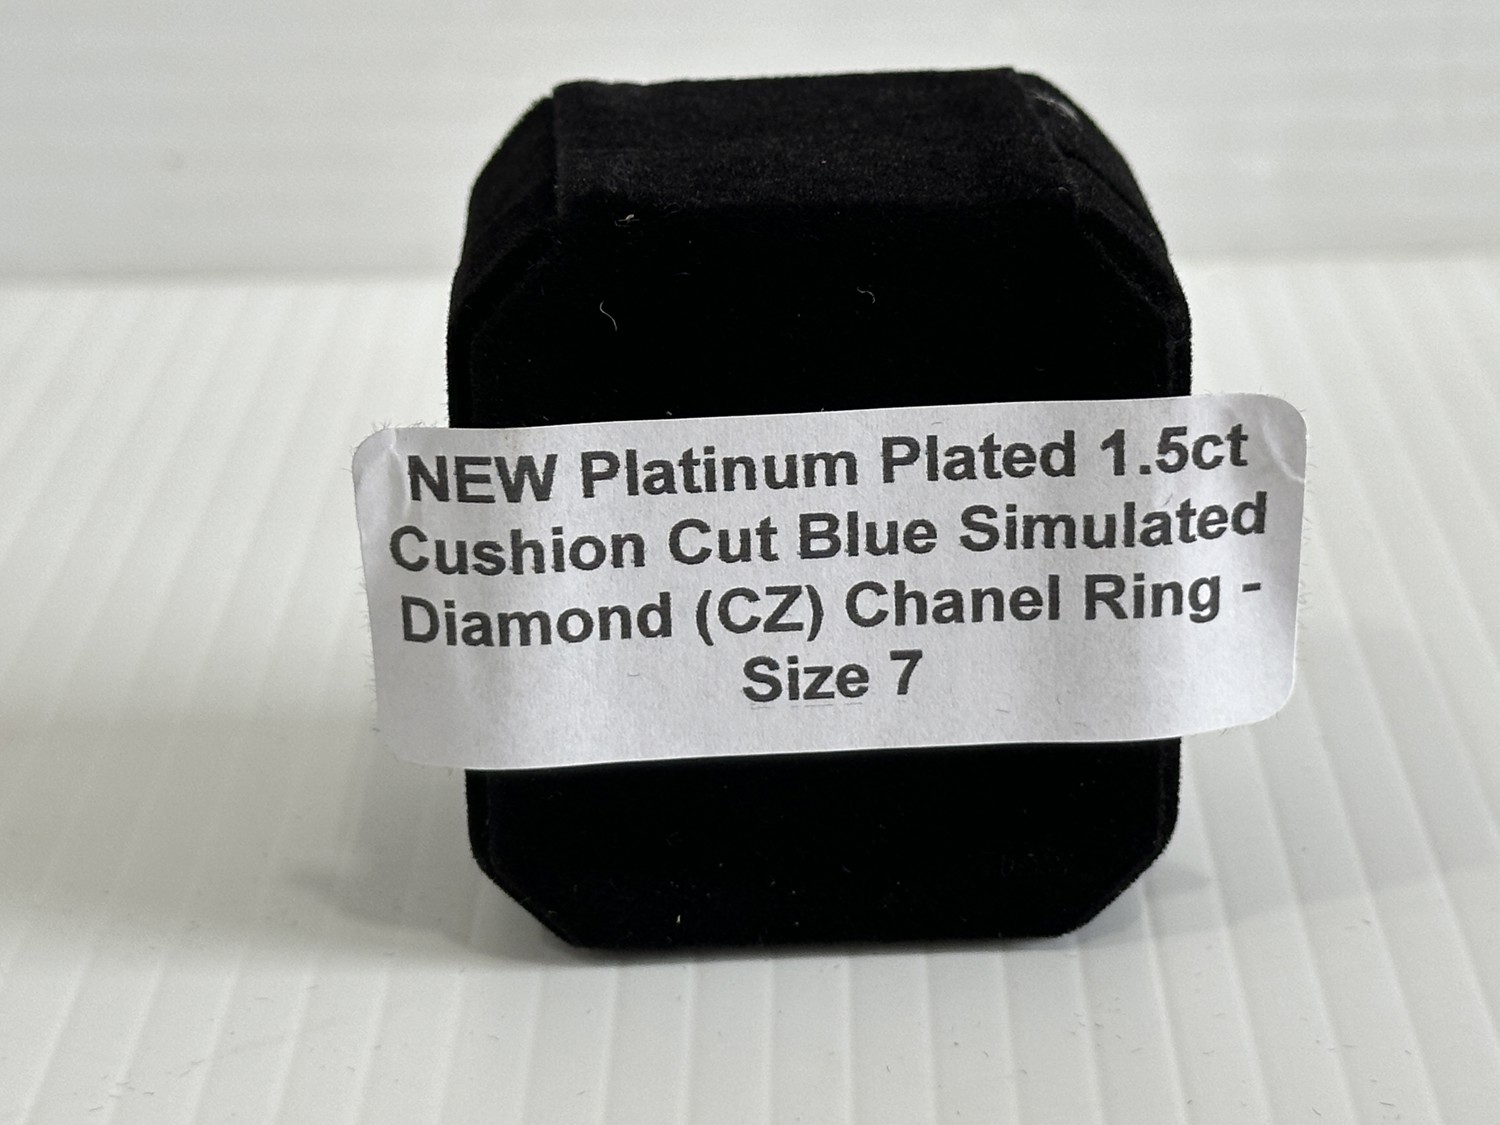 NEW Platinum Plated 1.5ct
Cushion Cut Blue Simulated
Diamond (CZ) Chanel Ring -
Size 7